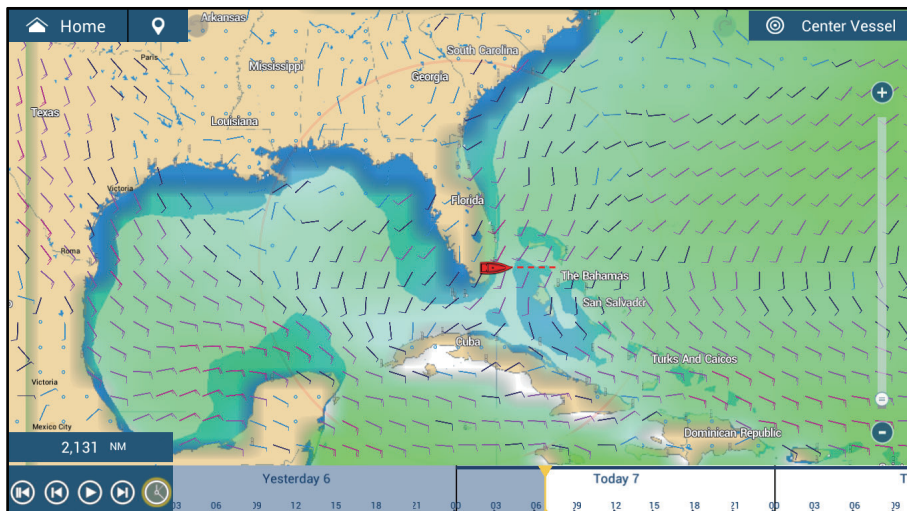 Home
Center Vessel
Arkansas
Paris
South Carolina
Mississippi
Georgia
Texas
Louisiana
Victoria
Florida
Roma
The Bahamas
San Salvador
Cuba
Turks And Caicos
Victoria
Mexico City
Dominican Republic
2,131 NM
Yesterday 6
Today 7
T
03 06 09 12 15 18 21 00 03 06 09 12 15 18 21 00 03 06 09